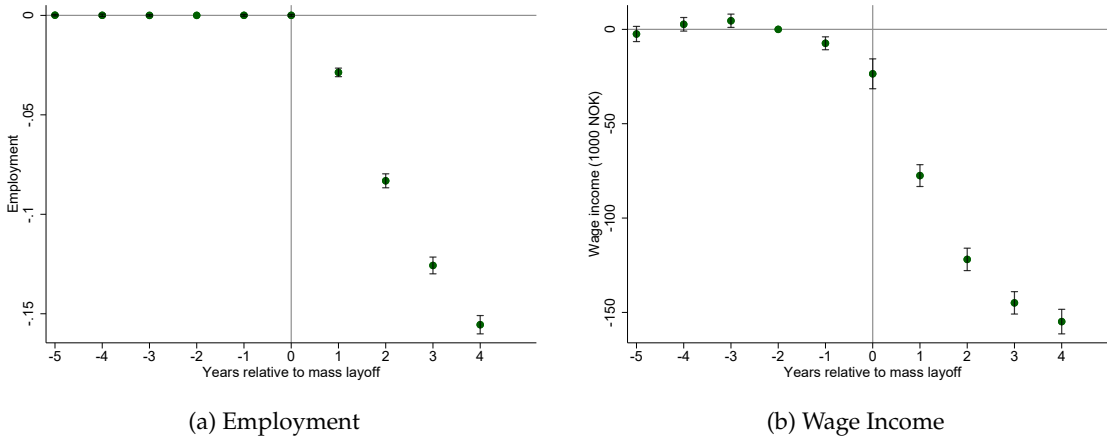 0
-.05
-.1
-.15
Employment
-5 -4 -3 -2 -1 0 1 2 3 4
Years relative to mass layoff
(a) Employment
0
-50
-100
-150
Wage income (1000 NOK)
-5 -4 -3 -2 -1 0 1 2 3 4
Years relative to mass layoff
(b) Wage Income